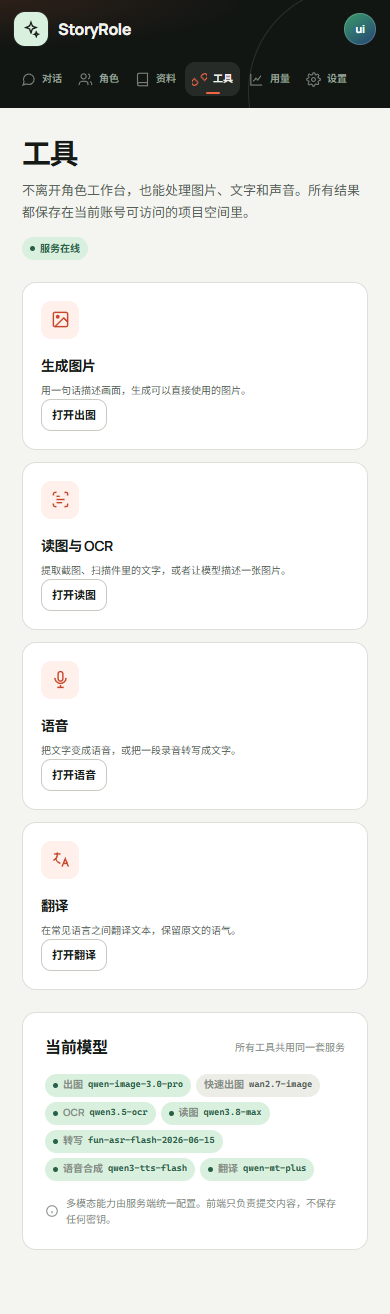 StoryRole
ui
对话 角色 资料 工具 用量 设置
工具
不离开角色工作台，也能处理图片、文字和声音。所有结果
都保存在当前账号可访问的项目空间里。
服务在线
生成图片
用一句话描述画面，生成可以直接使用的图片。
打开出图
读图与OCR
提取截图、扫描件里的文字，或者让模型描述一张图片。
打开读图
语音
把文字变成语音，或把一段录音转写成文字。
打开语音
翻译
在常见语言之间翻译文本，保留原文的语气。
打开翻译
当前模型 所有工具共用同一套服务
出图 qwen-image-3.0-pro 快速出图 wan2.7-image
OCR qwen3.5-ocr 读图 qwen3.8-max
转写 fun-asr-flash-2026-06-15
语音合成 qwen3-tts-flash 翻译 qwen-mt-plus
多模态能力由服务端统一配置。前端只负责提交内容，不保存
任何密钥。